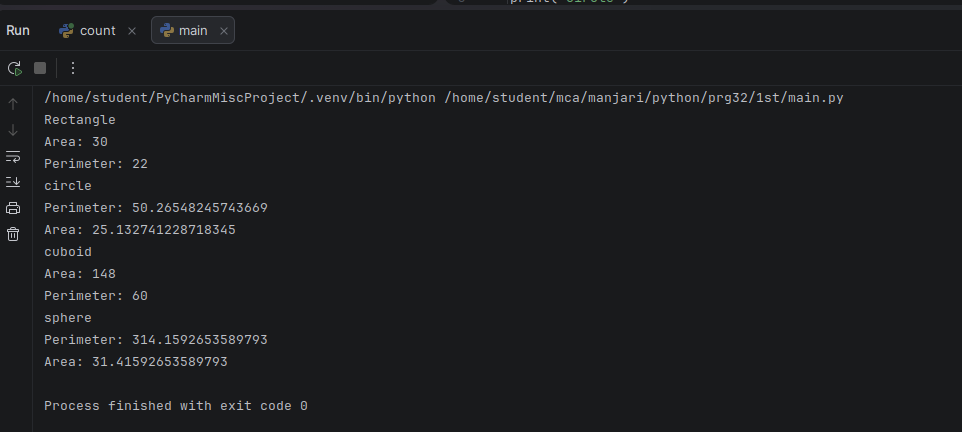 Run count × main ×
/home/student/PyCharmMiscProject/.venv/bin/python /home/student/mca/manjari/python/prg32/1st/main.py
Rectangle
Area: 30
Perimeter: 22
circle
Perimeter: 50.26548245743669
Area: 25.132741228718345
cuboid
Area: 148
Perimeter: 60
sphere
Perimeter: 314.1592653589793
Area: 31.41592653589793
Process finished with exit code 0